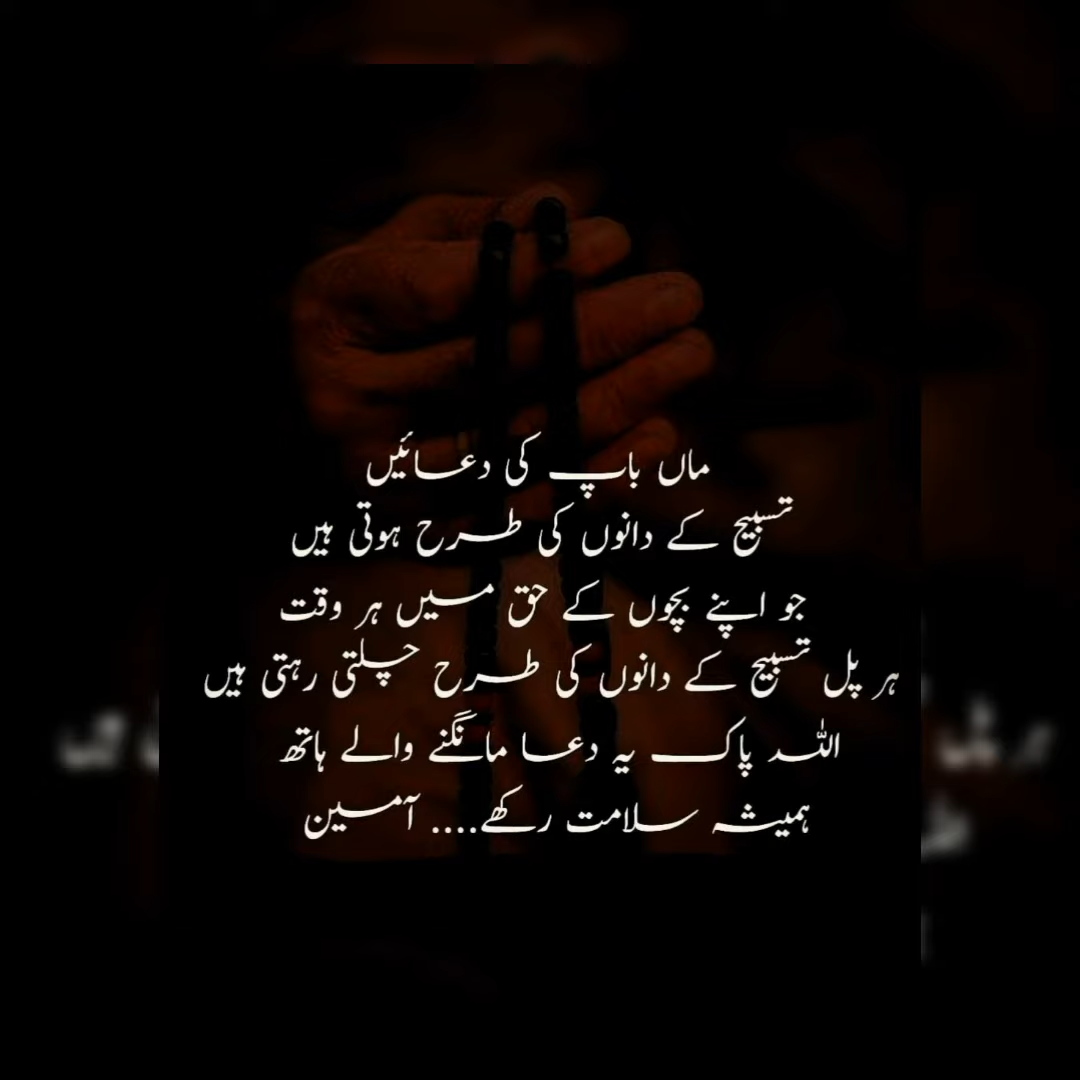 ماں باپ کی دعائیں
تسبیح کے دانوں کی طرح ہوتی ہیں
جو اپنے بچوں کے حق میں ہر وقت
ہر پل تسبیح کے دانوں کی طرح چلتی رہتی ہیں
اللہ پاک یہ دعا مانگنے والے ہاتھ
ہمیشہ سلامت رکھے.... آمین